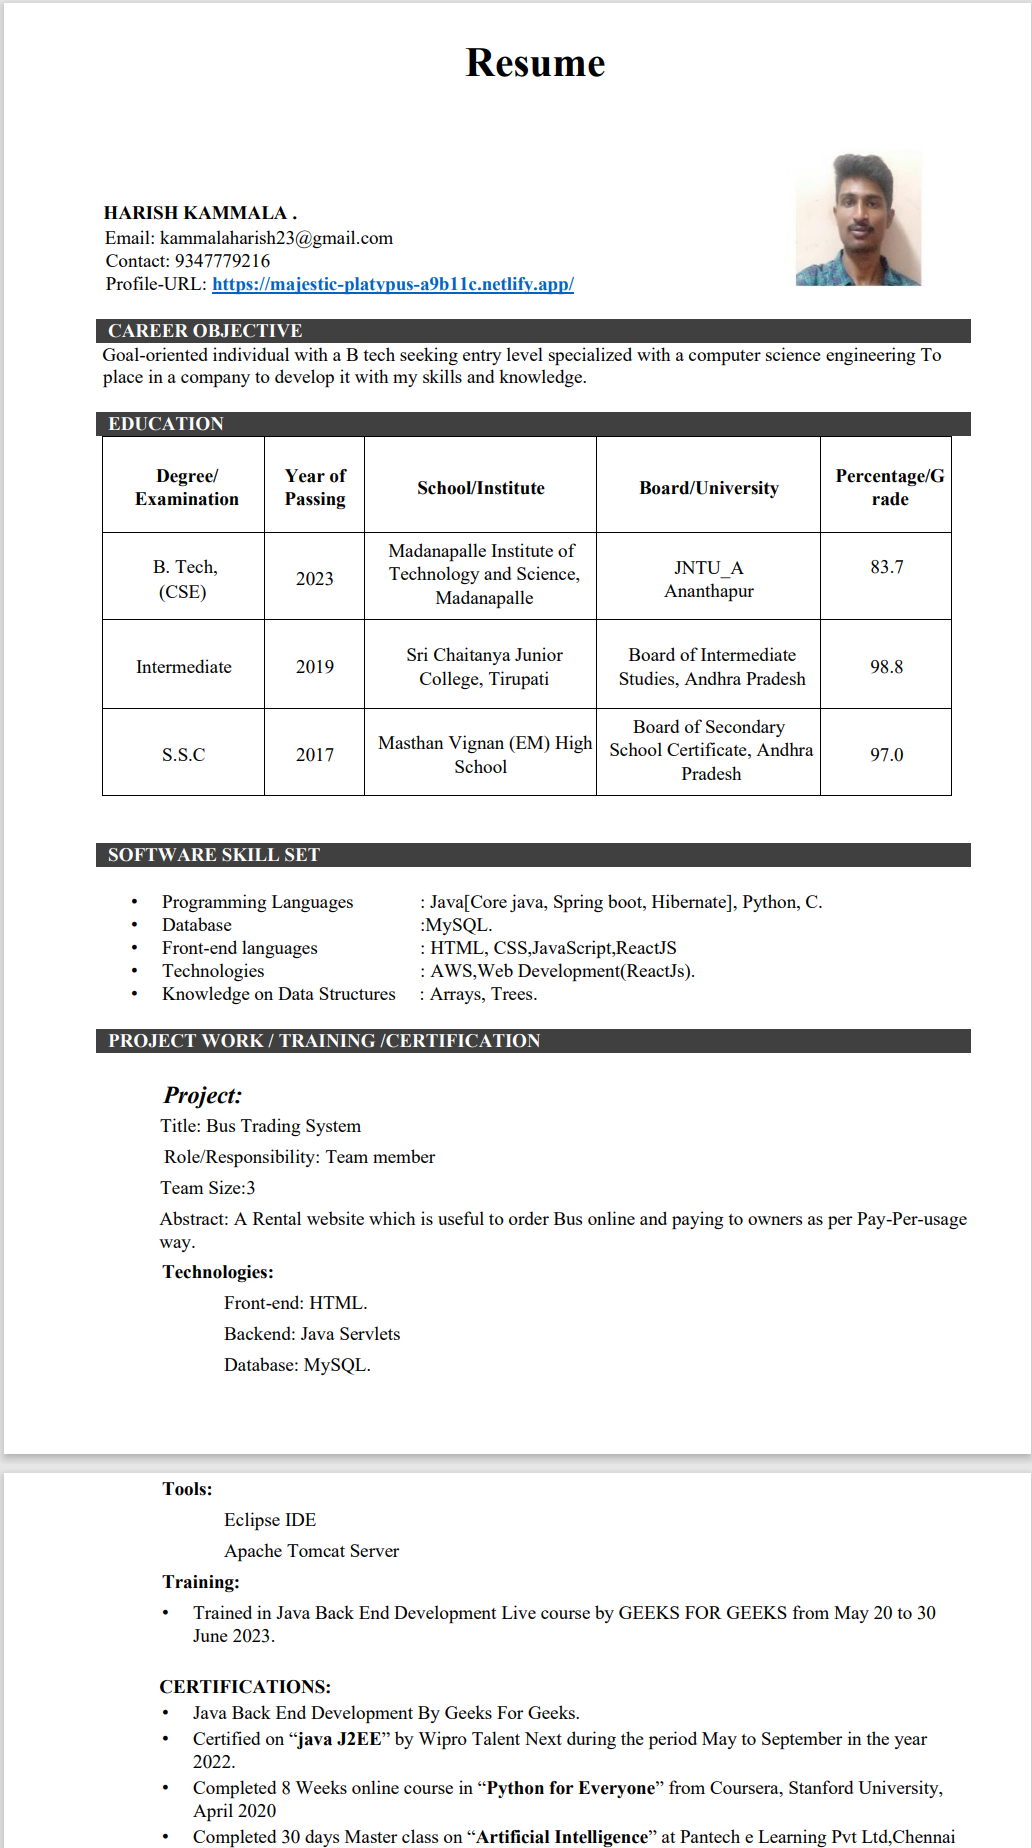 Resume
HARISH KAMMALA .
Email: kammalaharish23@gmail.com
Contact: 9347779216
Profile-URL: https://majestic-platypus-a9b11c.netlify.app/
CAREER OBJECTIVE
Goal-oriented individual with a B tech seeking entry level specialized with a computer science engineering To
place in a company to develop it with my skills and knowledge.
EDUCATION
Degree/
Examination
Year of
Passing
School/Institute
Board/University
Percentage/G
rade
B. Tech,
(CSE)
2023
Madanapalle Institute of
Technology and Science,
Madanapalle
JNTU_A
Ananthapur
83.7
Intermediate
2019
Sri Chaitanya Junior
College, Tirupati
Board of Intermediate
Studies, Andhra Pradesh
98.8
S.S.C
2017
Masthan Vignan (EM) High
School
Board of Secondary
School Certificate, Andhra
Pradesh
97.0
SOFTWARE SKILL SET
• Programming Languages : Java[Core java, Spring boot, Hibernate], Python, C.
• Database :MySQL.
• Front-end languages : HTML, CSS,JavaScript,ReactJS
• Technologies : AWS,Web Development(ReactJs).
• Knowledge on Data Structures : Arrays, Trees.
PROJECT WORK / TRAINING /CERTIFICATION
Project:
Title: Bus Trading System
Role/Responsibility: Team member
Team Size:3
Abstract: A Rental website which is useful to order Bus online and paying to owners as per Pay-Per-usage
way.
Technologies:
Front-end: HTML.
Backend: Java Servlets
Database: MySQL.
Tools:
Eclipse IDE
Apache Tomcat Server
Training:
• Trained in Java Back End Development Live course by GEEKS FOR GEEKS from May 20 to 30
June 2023.
CERTIFICATIONS:
• Java Back End Development By Geeks For Geeks.
• Certified on “java J2EE” by Wipro Talent Next during the period May to September in the year
2022.
• Completed 8 Weeks online course in “Python for Everyone” from Coursera, Stanford University,
April 2020
• Completed 30 days Master class on “Artificial Intelligence” at Pantech e Learning Pvt Ltd,Chennai